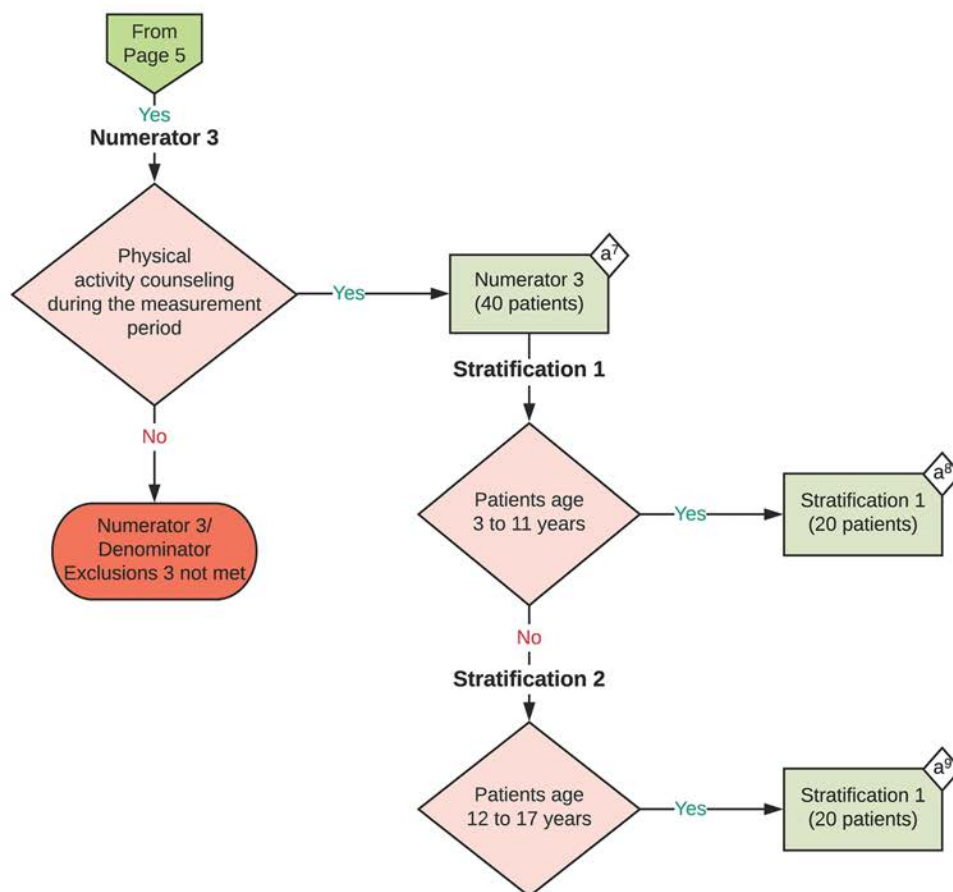 From
Page 5
Yes
Numerator 3
Physical
activity counseling
during the measurement
period
Yes
a⁷
Numerator 3
(40 patients)
No
Numerator 3/
Denominator
Exclusions 3 not met
Stratification 1
Patients age
3 to 11 years
Yes
a⁸
Stratification 1
(20 patients)
No
Stratification 2
Patients age
12 to 17 years
Yes
a⁹
Stratification 1
(20 patients)